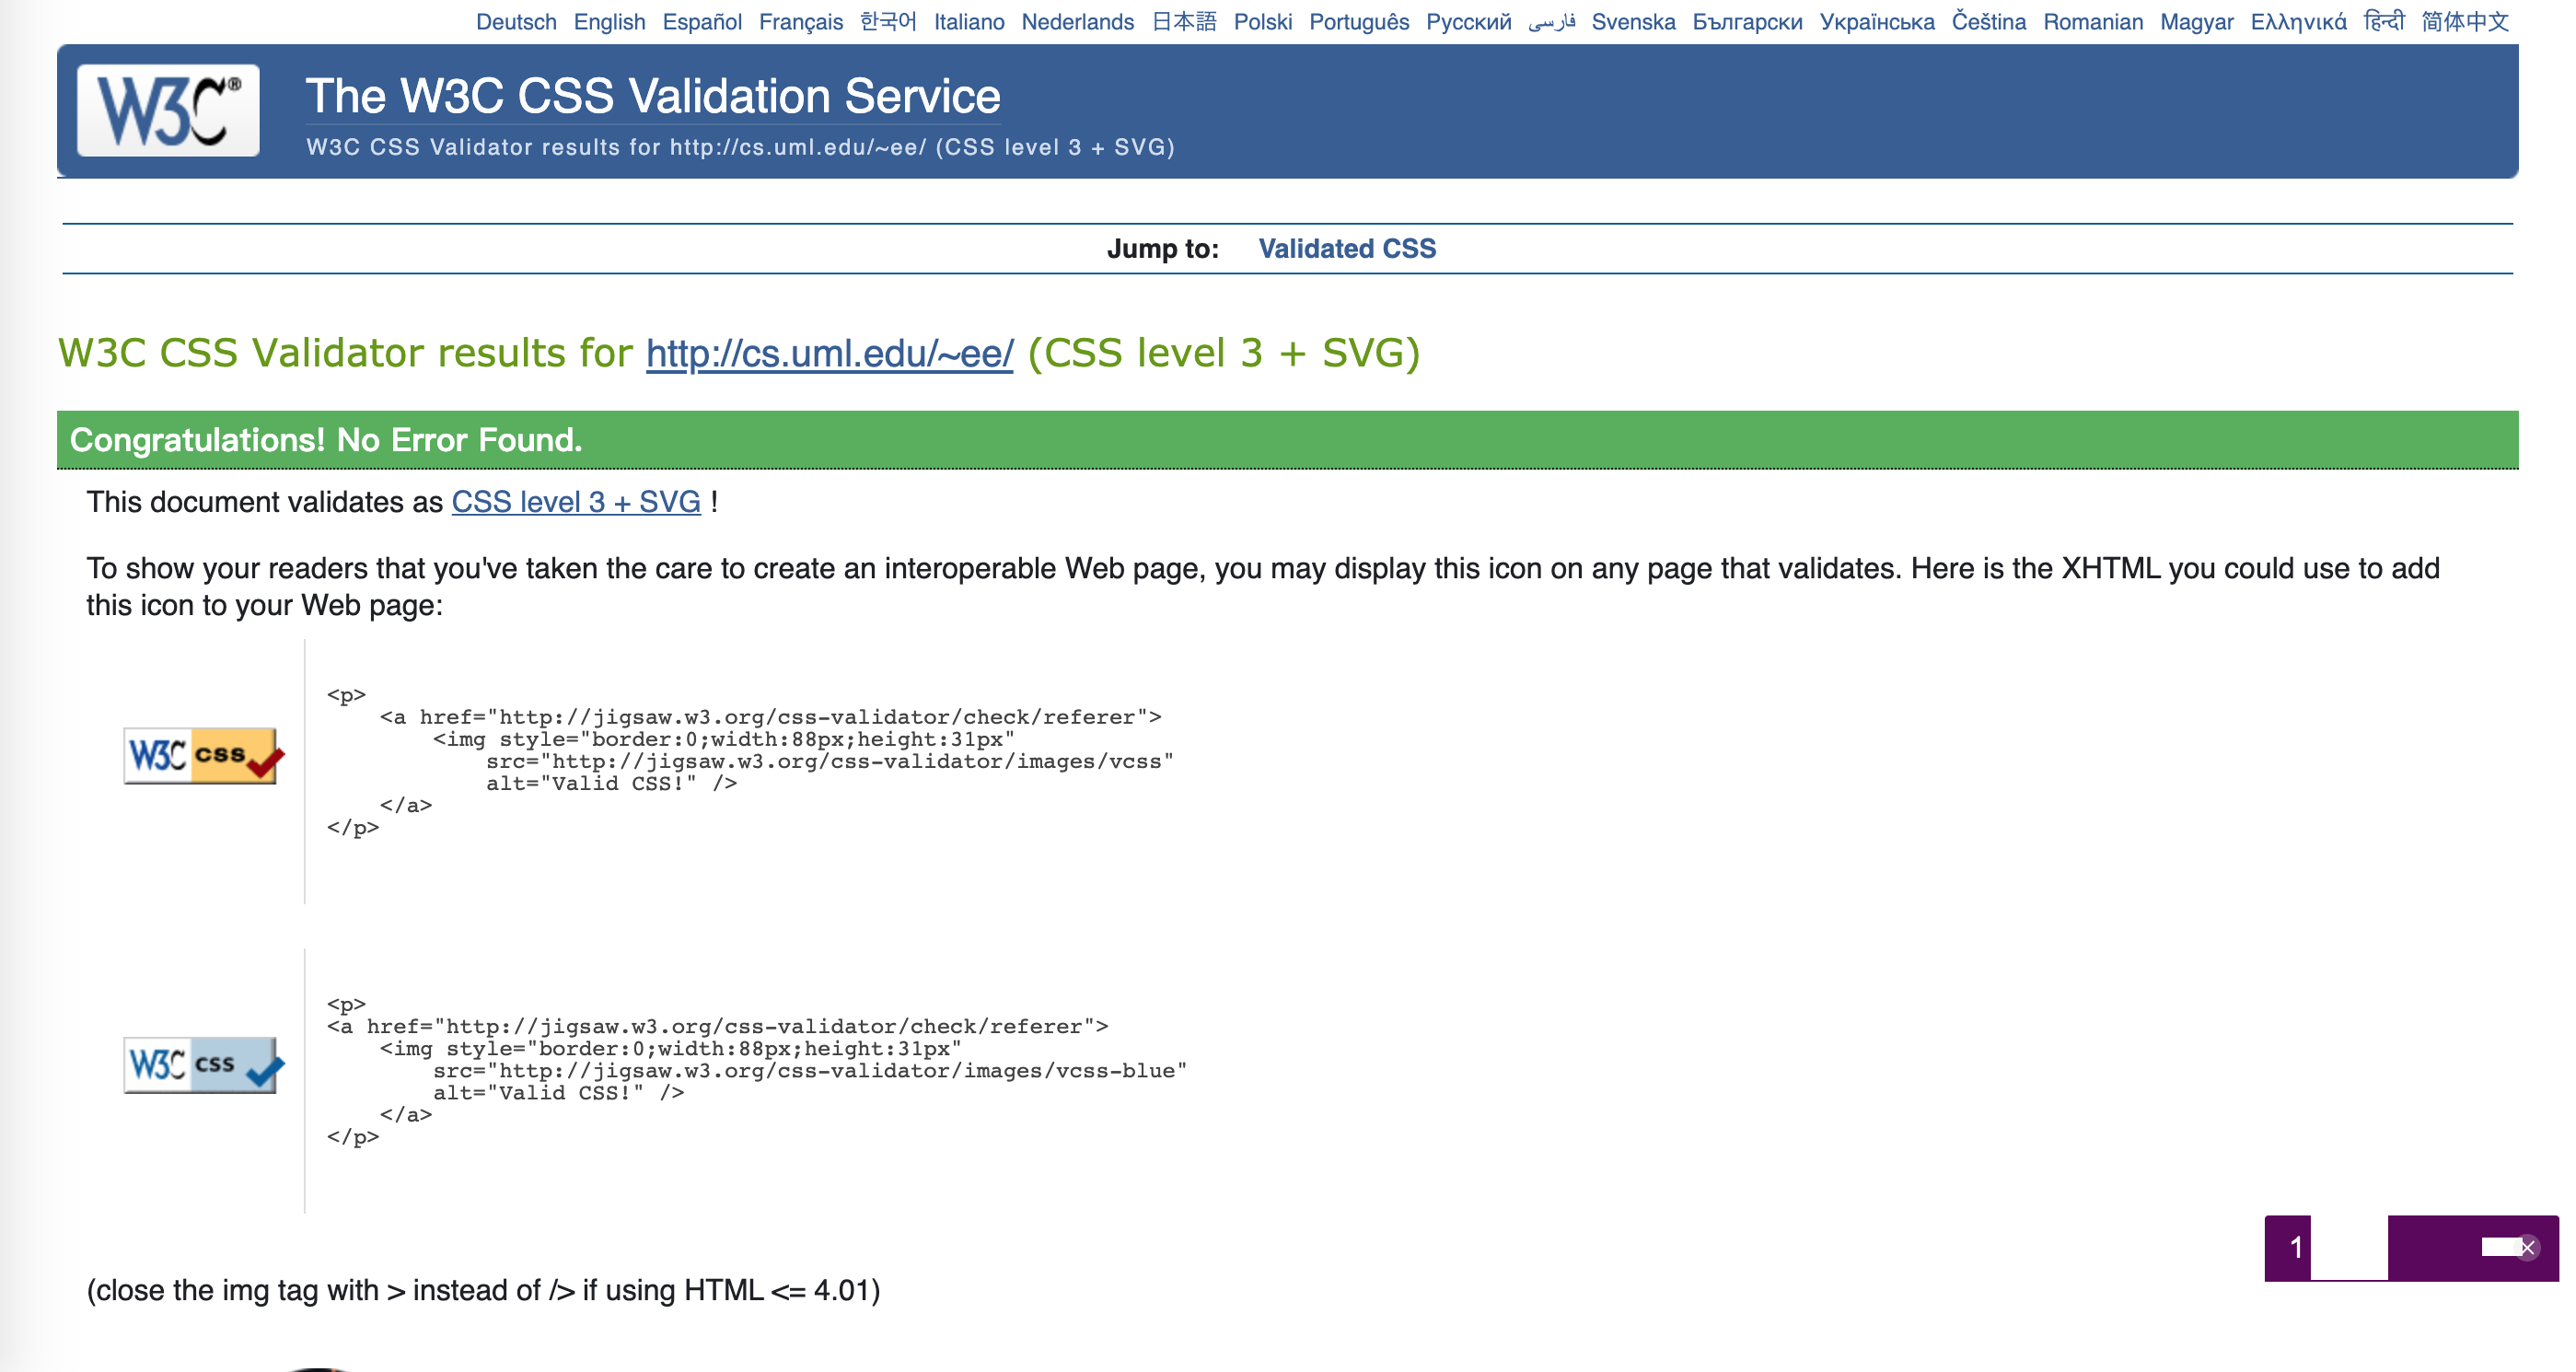 Deutsch English Español Français 한국어 Italiano Nederlands 日本語 Polski Português Русский فارسی Svenska Български Українська Čeština Romanian Magyar Ελληνικά हिन्दी 简体中文
W3C®
The W3C CSS Validation Service
W3C CSS Validator results for http://cs.uml.edu/~ee/ (CSS level 3 + SVG)
Jump to: Validated CSS
W3C CSS Validator results for http://cs.uml.edu/~ee/ (CSS level 3 + SVG)
Congratulations! No Error Found.
This document validates as CSS level 3 + SVG !
To show your readers that you've taken the care to create an interoperable Web page, you may display this icon on any page that validates. Here is the XHTML you could use to add
this icon to your Web page:
<p>
    <a href="http://jigsaw.w3.org/css-validator/check/referer">
        <img style="border:0;width:88px;height:31px"
            src="http://jigsaw.w3.org/css-validator/images/vcss"
            alt="Valid CSS!" />
    </a>
</p>
W3C css
<p>
<a href="http://jigsaw.w3.org/css-validator/check/referer">
    <img style="border:0;width:88px;height:31px"
        src="http://jigsaw.w3.org/css-validator/images/vcss-blue"
        alt="Valid CSS!" />
    </a>
</p>
W3C css
1
(close the img tag with > instead of /> if using HTML <= 4.01)